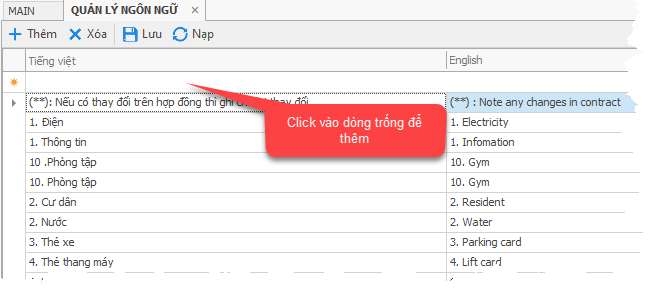 MAIN QUẢN LÝ NGÔN NGỮ ×
Thêm Xóa Lưu Nạp
Tiếng việt English
(**): Nếu có thay đổi trên hợp đồng thì ghi thay đổi (**) : Note any changes in contract
Click vào dòng trống để
thêm
1. Điện 1. Electricity
1. Thông tin 1. Infomation
10 .Phòng tập 10. Gym
10. Phòng tập 10. Gym
2. Cư dân 2. Resident
2. Nước 2. Water
3. Thẻ xe 3. Parking card
4. Thẻ thang máy 4. Lift card